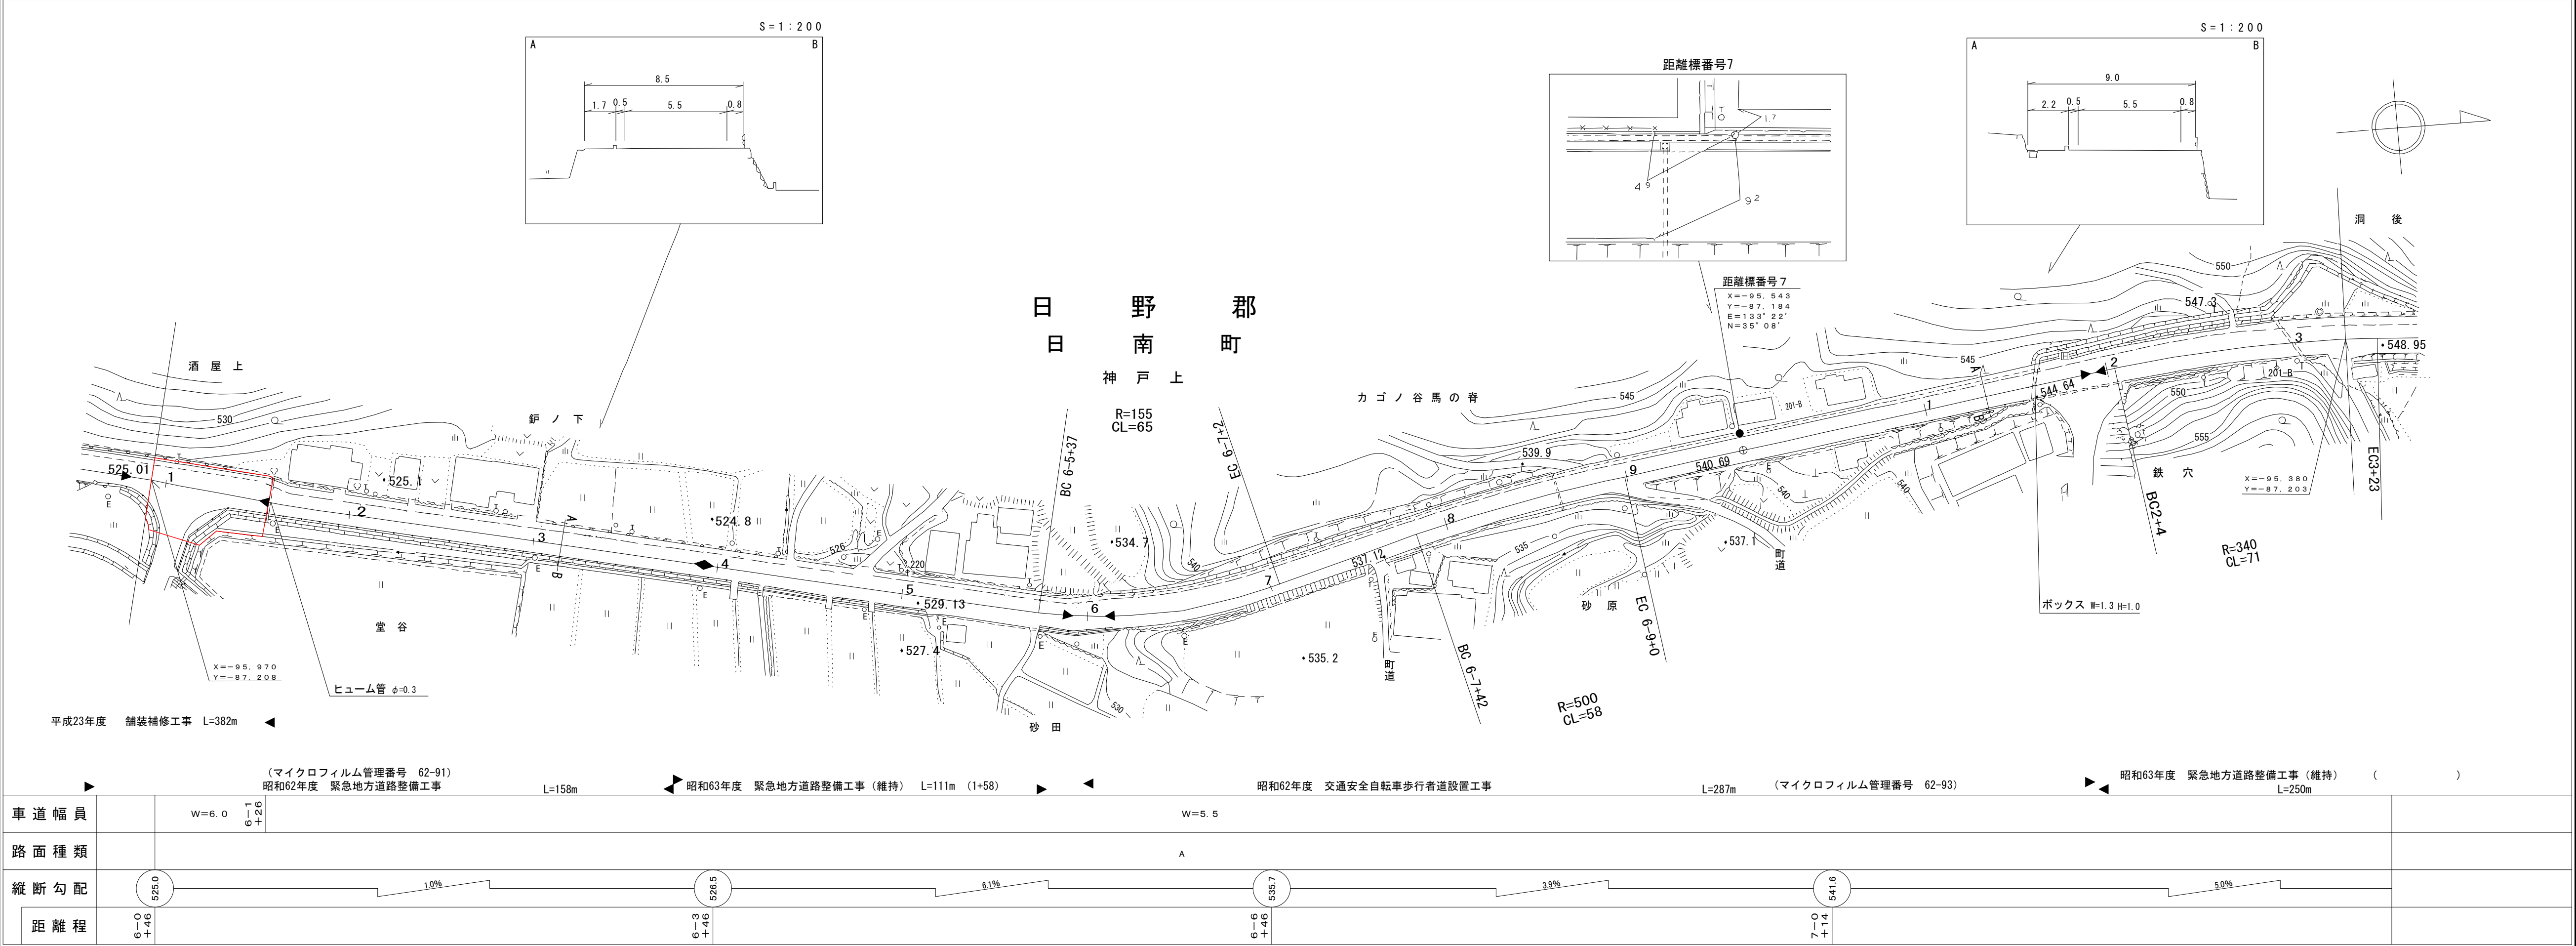 S=1:200
A B
8.5
1.7 0.5 5.5 0.8
距離標番号7
1.7
4 9
9 2
S=1:200
A B
9.0
2.2 0.5 5.5 0.8
洞 後
日 野 郡
日 南 町
神 戸 上
距離標番号7
X=-95, 543
Y=-87, 184
E=133° 22′
N=35° 08′
酒 屋 上
530
鈩 ノ 下
R=155
CL=65
BC 6-5+37
EC 6-7+2
カ ゴ ノ 谷 馬 の 脊
545
201-B
550
547.3
545
548.95
201-B
550
555
544.64
540.69
539.9
537.12
537.1
534.7
535.2
535
540
540
540
525.01
525.1
524.8
526
220
529.13
527.4
530
1 2 3 4 5 6 7 8 9 1 2 3
A
B
A
B
堂 谷
X=-95, 970
Y=-87, 208
ヒューム管 φ=0.3
砂 田
町道
BC 6-7+42
砂 原
EC 6-9+0
町道
R=500
CL=58
鉄 穴
BC2+4
X=-95, 380
Y=-87, 203
EC3+23
R=340
CL=71
ボックス W=1.3 H=1.0
平成23年度 舗装補修工事 L=382m
(マイクロフィルム管理番号 62-91)
昭和62年度 緊急地方道路整備工事 L=158m
昭和63年度 緊急地方道路整備工事（維持） L=111m (1+58)
昭和62年度 交通安全自転車歩行者道設置工事 L=287m (マイクロフィルム管理番号 62-93)
昭和63年度 緊急地方道路整備工事（維持） ( )
L=250m
車道幅員 W=6.0 6-1 +26 W=5.5
路面種類 A
縦断勾配 525.0 1.0% 526.5 6.1% 535.7 3.9% 541.6 5.0%
距離程 6-0 +46 6-3 +46 6-6 +46 7-0 +14